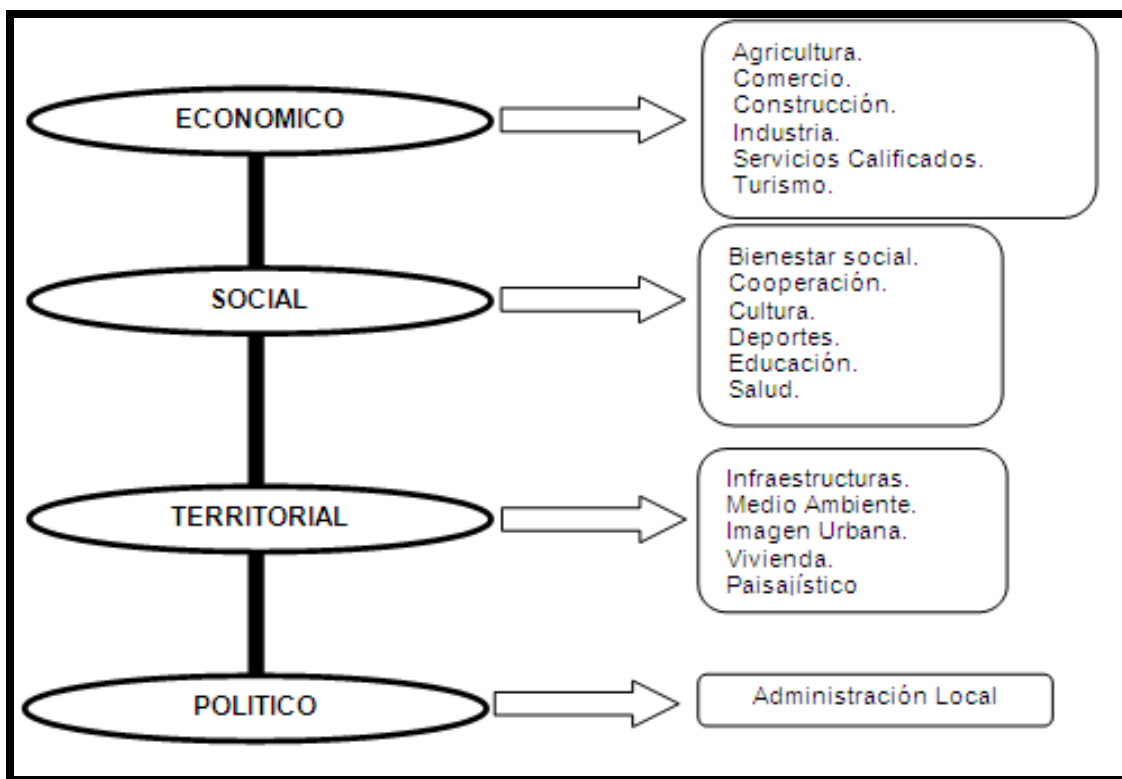 ECONOMICO
Agricultura.
Comercio.
Construcción.
Industria.
Servicios Calificados.
Turismo.
SOCIAL
Bienestar social.
Cooperación.
Cultura.
Deportes.
Educación.
Salud.
TERRITORIAL
Infraestructuras.
Medio Ambiente.
Imagen Urbana.
Vivienda.
Paisajístico
POLITICO
Administración Local